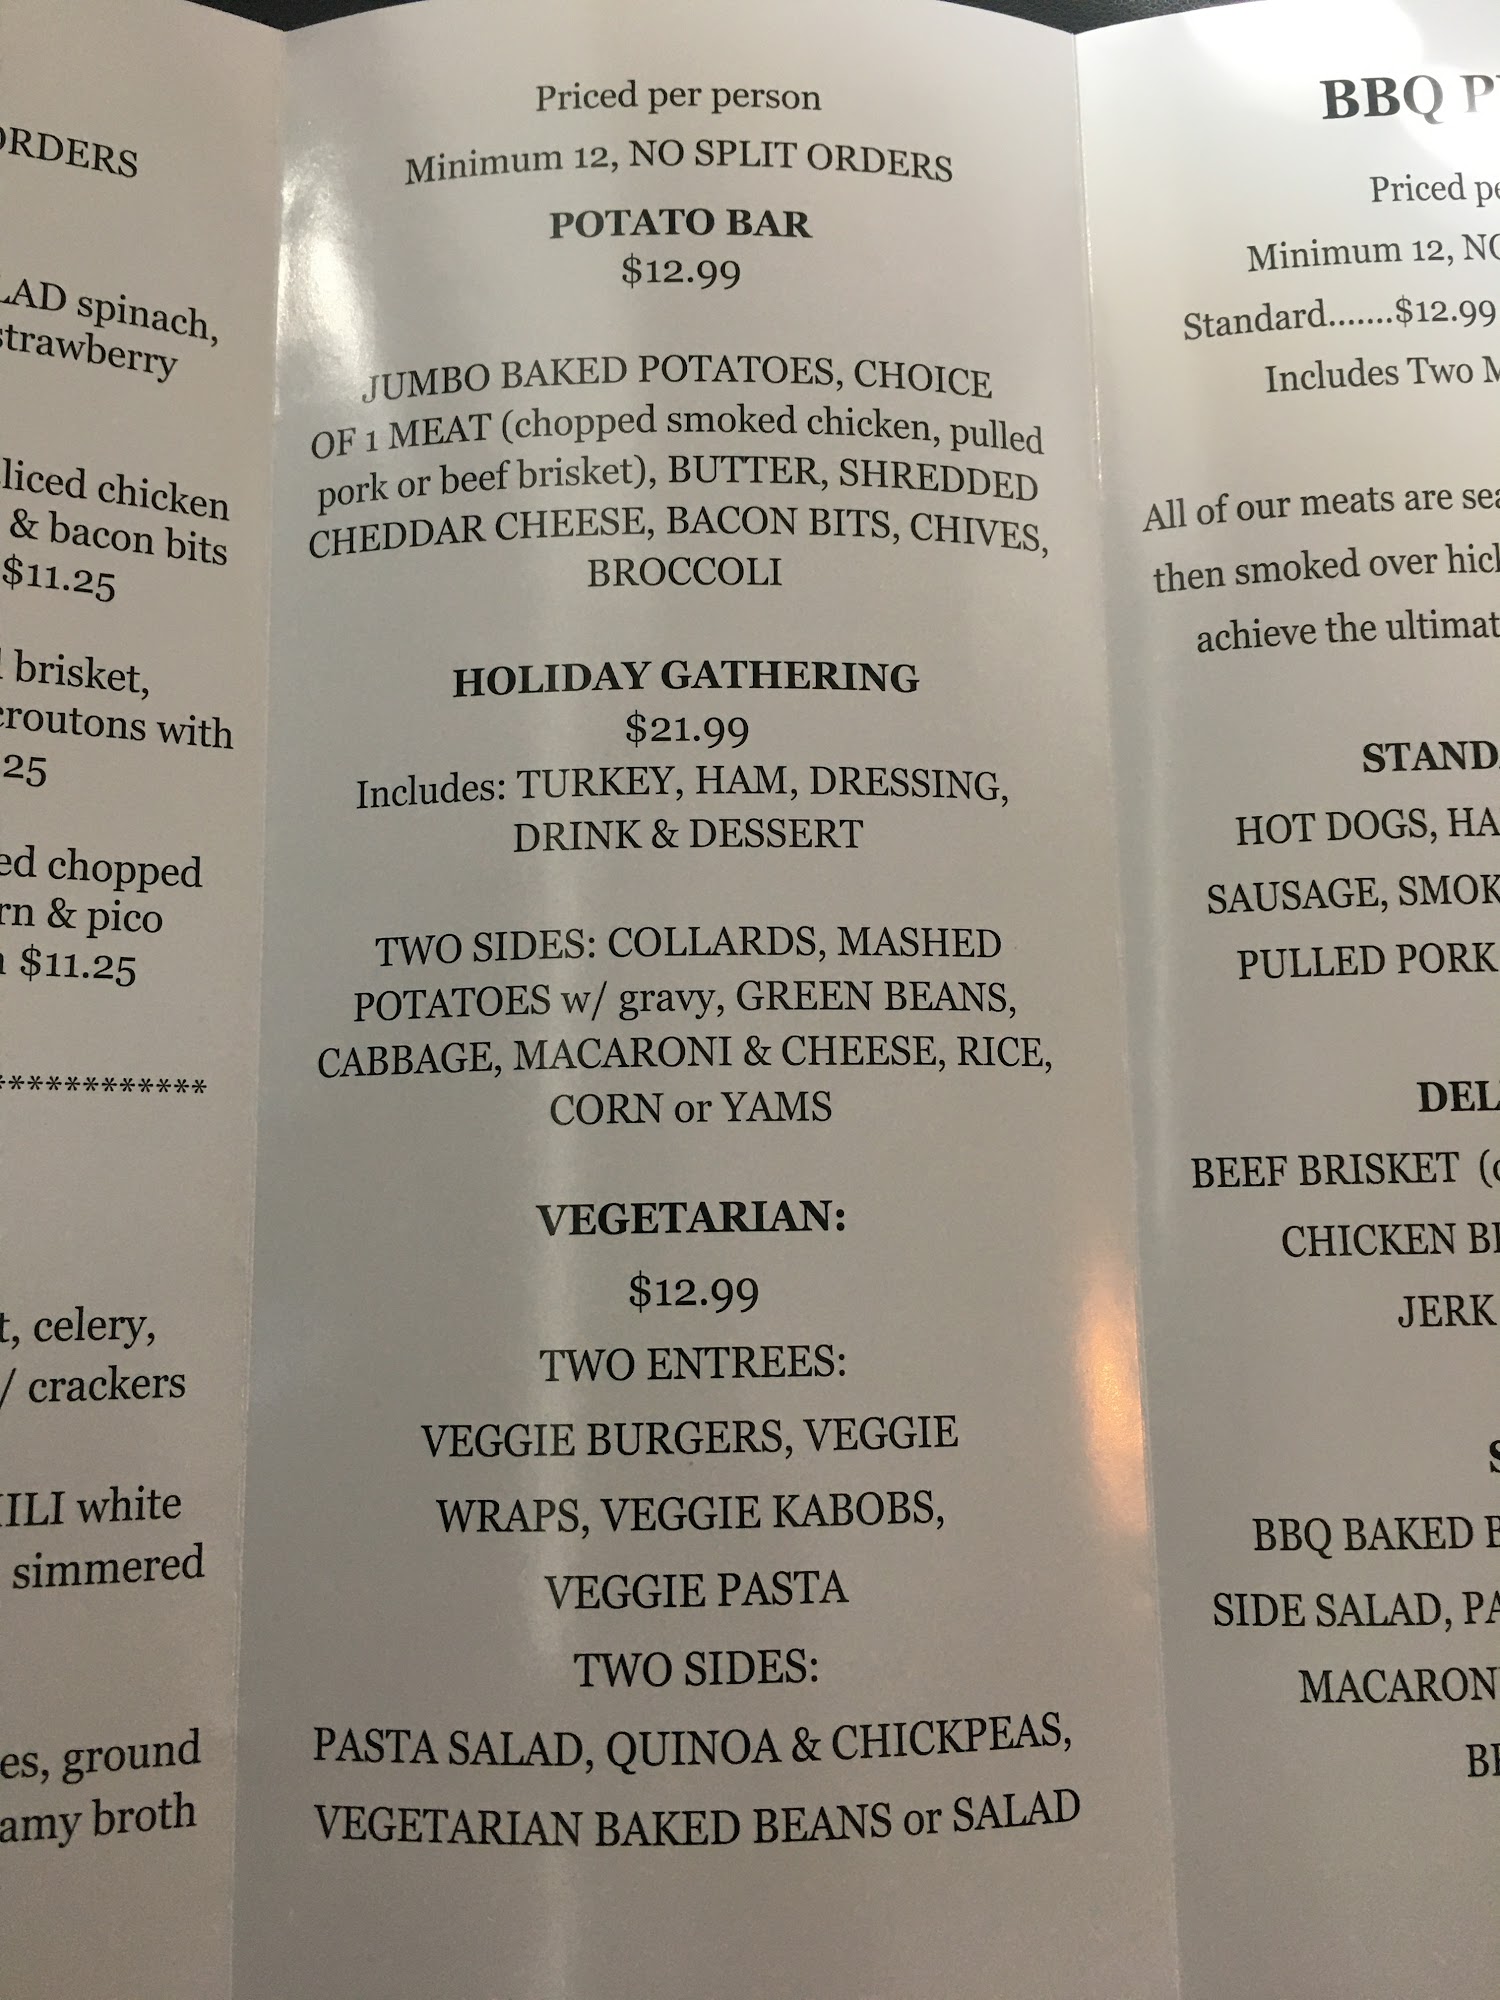 ORDERS
spinach,
strawberry
chicken
& bacon bits
$11.25
brisket,
croutons with
25
chopped
& pico
$11.25
************
celery,
/ crackers
white
simmered
ground
broth
Priced per person
Minimum 12, NO SPLIT ORDERS
POTATO BAR
$12.99
JUMBO BAKED POTATOES, CHOICE
OF 1 MEAT (chopped smoked chicken, pulled
pork or beef brisket), BUTTER, SHREDDED
CHEDDAR CHEESE, BACON BITS, CHIVES,
BROCCOLI
HOLIDAY GATHERING
$21.99
Includes: TURKEY, HAM, DRESSING,
DRINK & DESSERT
TWO SIDES: COLLARDS, MASHED
POTATOES w/ gravy, GREEN BEANS,
CABBAGE, MACARONI & CHEESE, RICE,
CORN or YAMS
VEGETARIAN:
$12.99
TWO ENTREES:
VEGGIE BURGERS, VEGGIE
WRAPS, VEGGIE KABOBS,
VEGGIE PASTA
TWO SIDES:
PASTA SALAD, QUINOA & CHICKPEAS,
VEGETARIAN BAKED BEANS or SALAD
BBQ
Priced
Minimum 12,
Standard.......$12.99
Includes Two
All of our meats are
then smoked over
achieve the
HOT DOGS,
SAUSAGE,
PULLED PORK
BEEF BRISKET
CHICKEN
JERK
BBQ BAKED
SIDE SALAD,